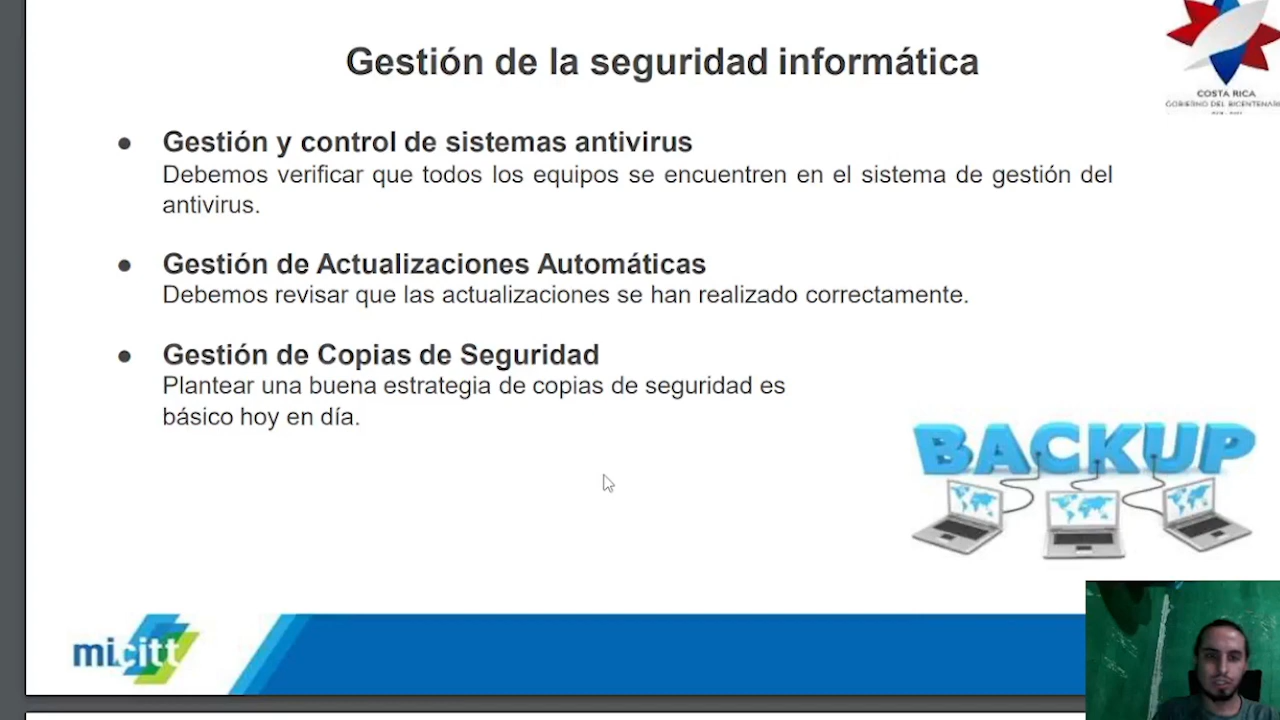 Gestión de la seguridad informática
COSTA RICA
GOBIERNO DEL BICENTENARIO
● Gestión y control de sistemas antivirus
Debemos verificar que todos los equipos se encuentren en el sistema de gestión del
antivirus.
● Gestión de Actualizaciones Automáticas
Debemos revisar que las actualizaciones se han realizado correctamente.
● Gestión de Copias de Seguridad
Plantear una buena estrategia de copias de seguridad es
básico hoy en día.
BACKUP
micitt